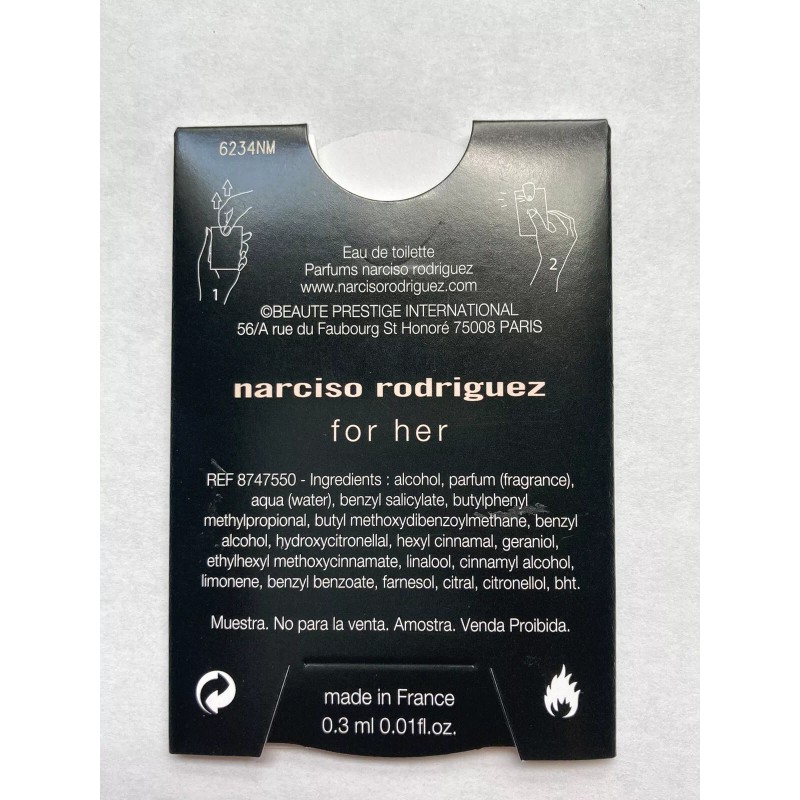 6234NM
1
2
Eau de toilette
Parfums narciso rodriguez
www.narcisorodriguez.com
©BEAUTE PRESTIGE INTERNATIONAL
56/A rue du Faubourg St Honoré 75008 PARIS
narciso rodriguez
for her
REF 8747550 - Ingredients : alcohol, parfum (fragrance),
aqua (water), benzyl salicylate, butylphenyl
methylpropional, butyl methoxydibenzoylmethane, benzyl
alcohol, hydroxycitronellal, hexyl cinnamal, geraniol,
ethylhexyl methoxycinnamate, linalool, cinnamyl alcohol,
limonene, benzyl benzoate, farnesol, citral, citronellol, bht.
Muestra. No para la venta. Amostra. Venda Proibida.
made in France
0.3 ml 0.01fl.oz.